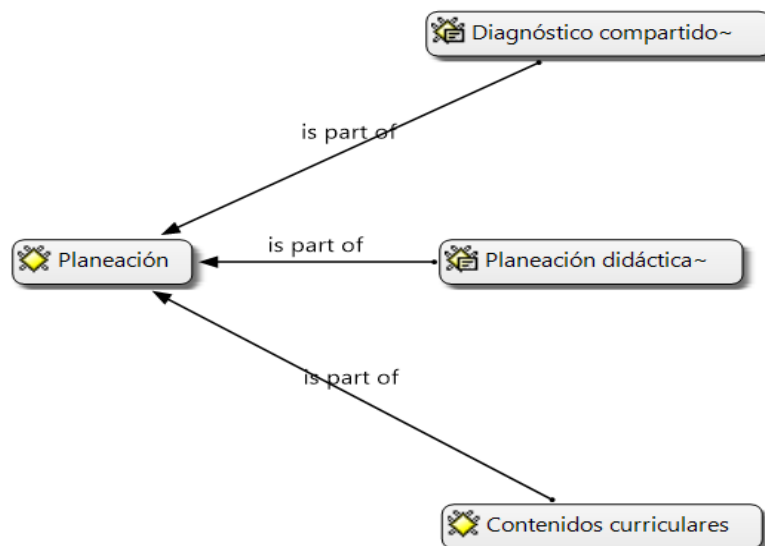 Diagnóstico compartido~
is part of
Planeación
is part of
Planeación didáctica~
is part of
Contenidos curriculares